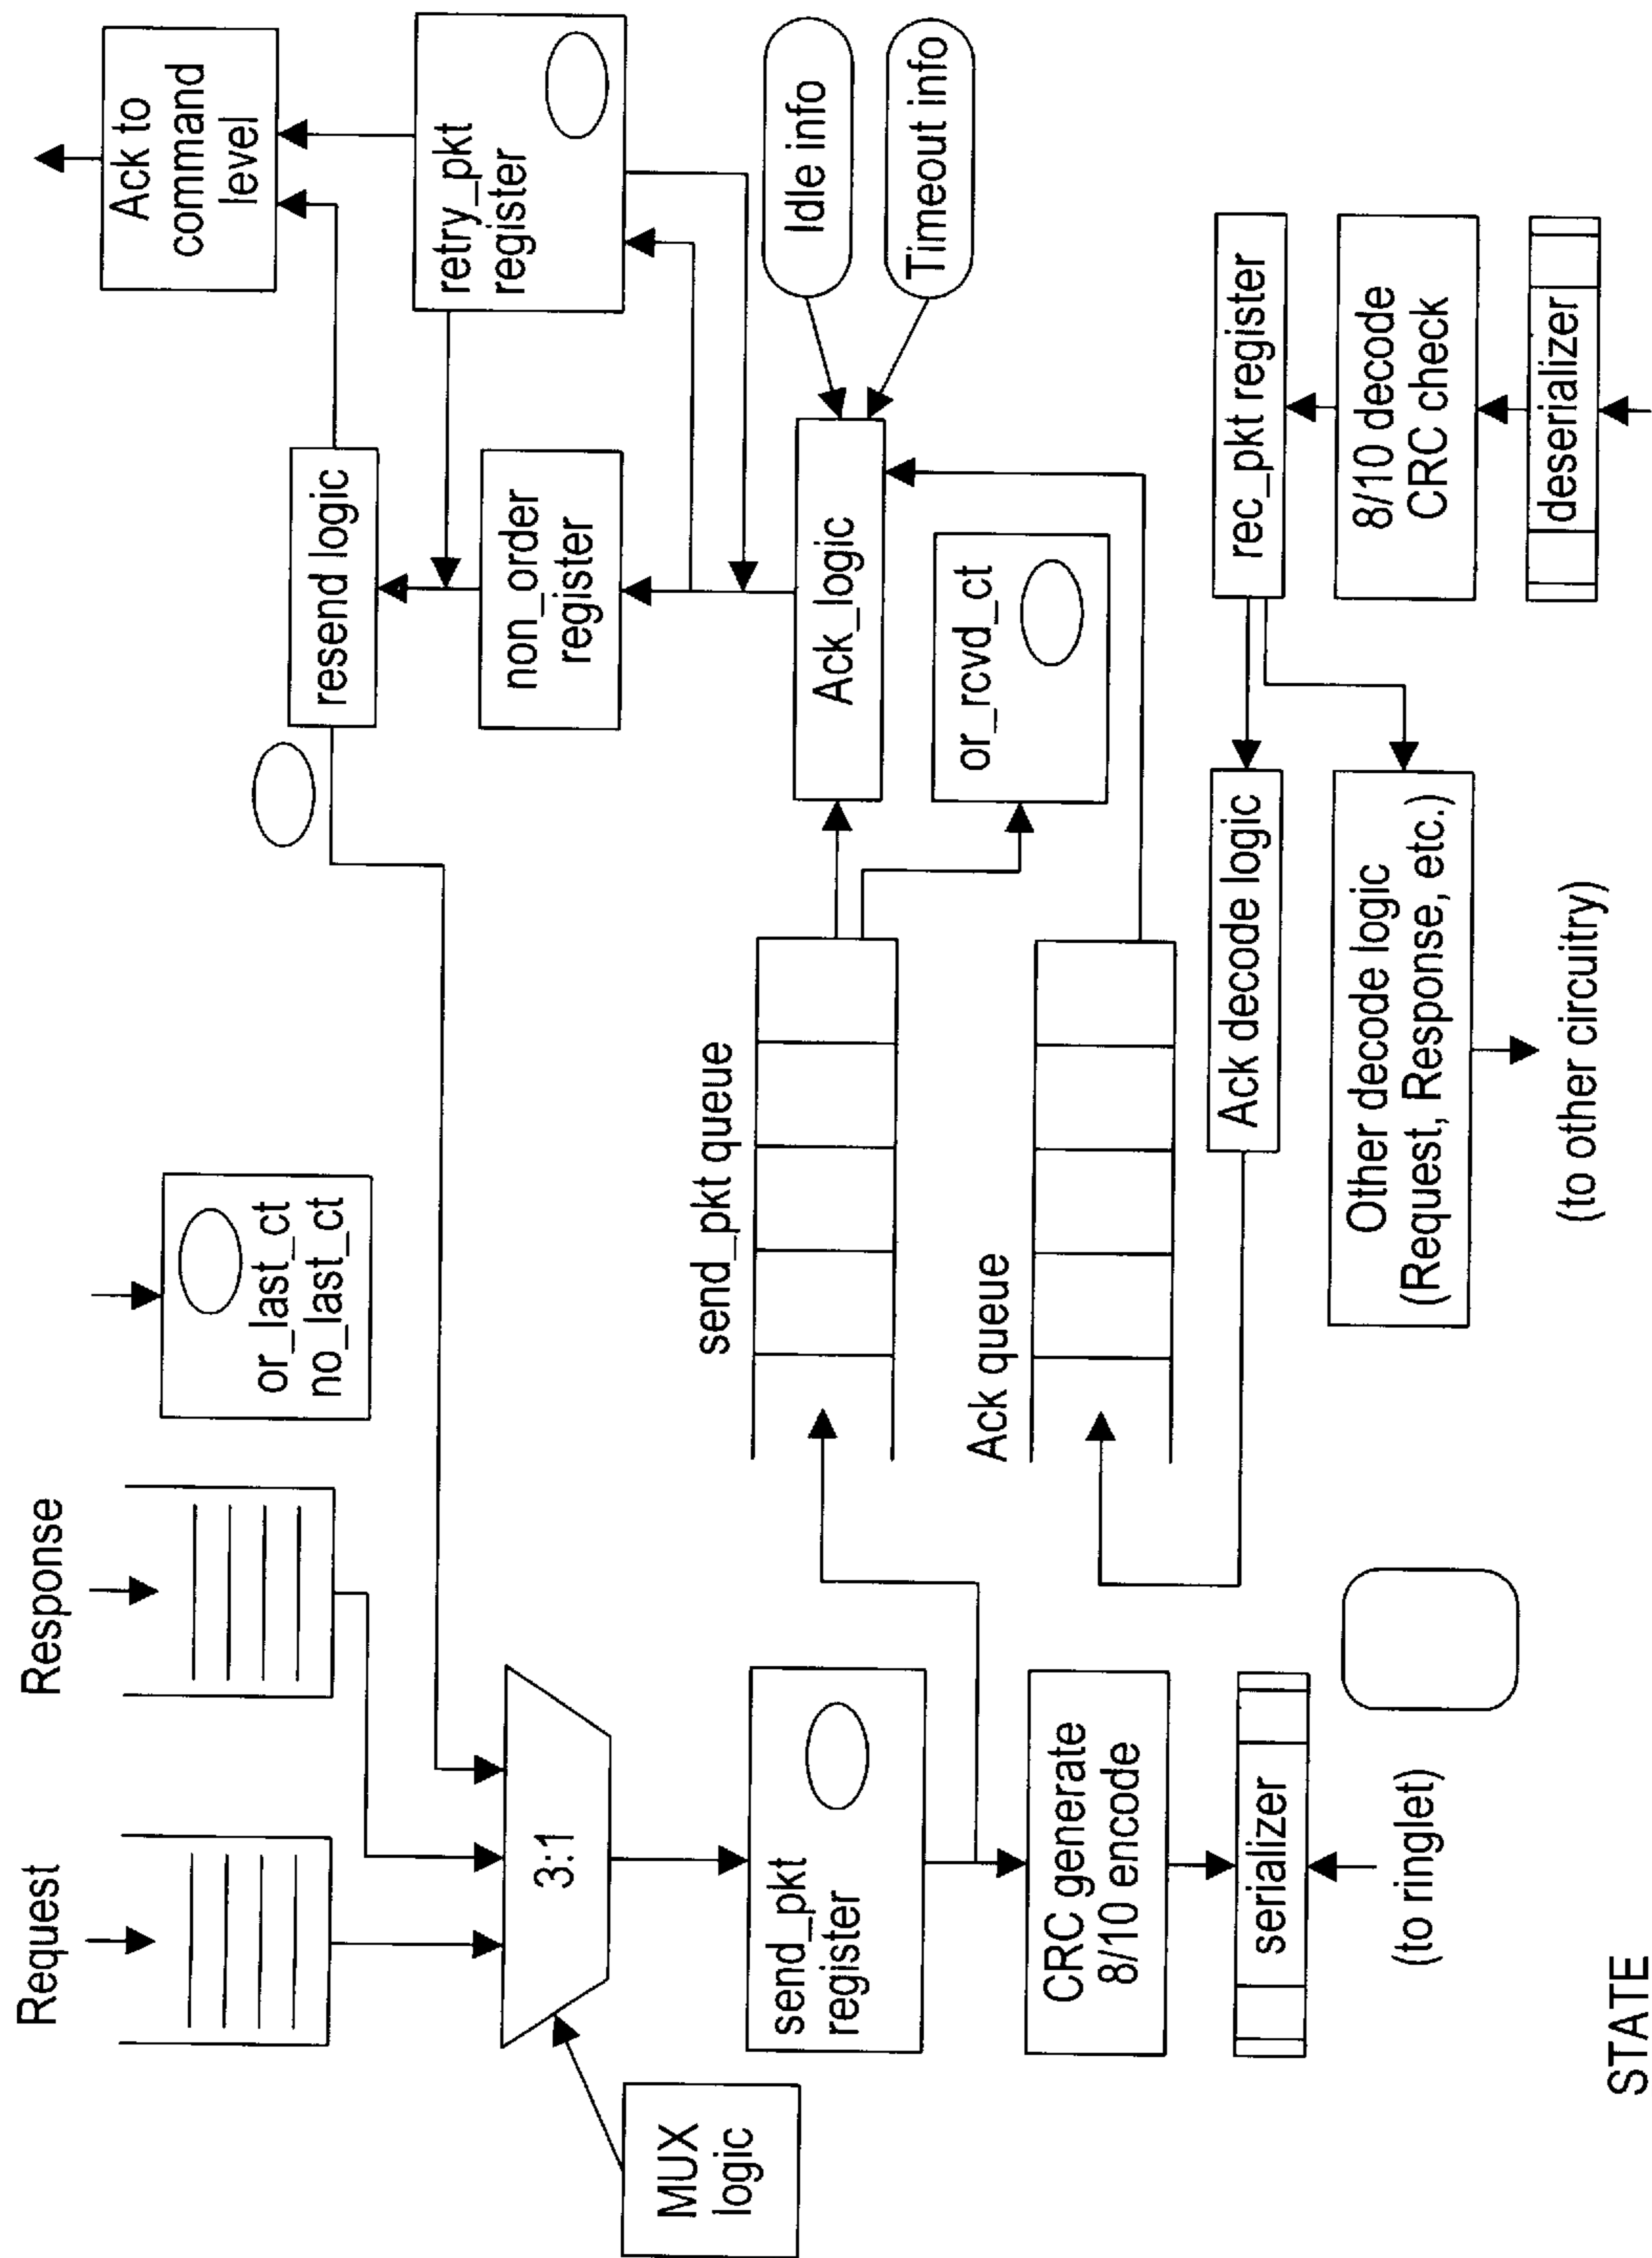 Request
Response
or_last_ct
no_last_ct
Ack to
command
level
resend logic
retry_pkt
register
non_order
register
3:1
MUX
logic
send_pkt
register
send_pkt queue
Ack_logic
Idle info
Timeout info
or_rcvd_ct
Ack queue
CRC generate
8/10 encode
serializer
(to ringlet)
Ack decode logic
rec_pkt register
8/10 decode
CRC check
deserializer
Other decode logic
(Request, Response, etc.)
(to other circuitry)
STATE